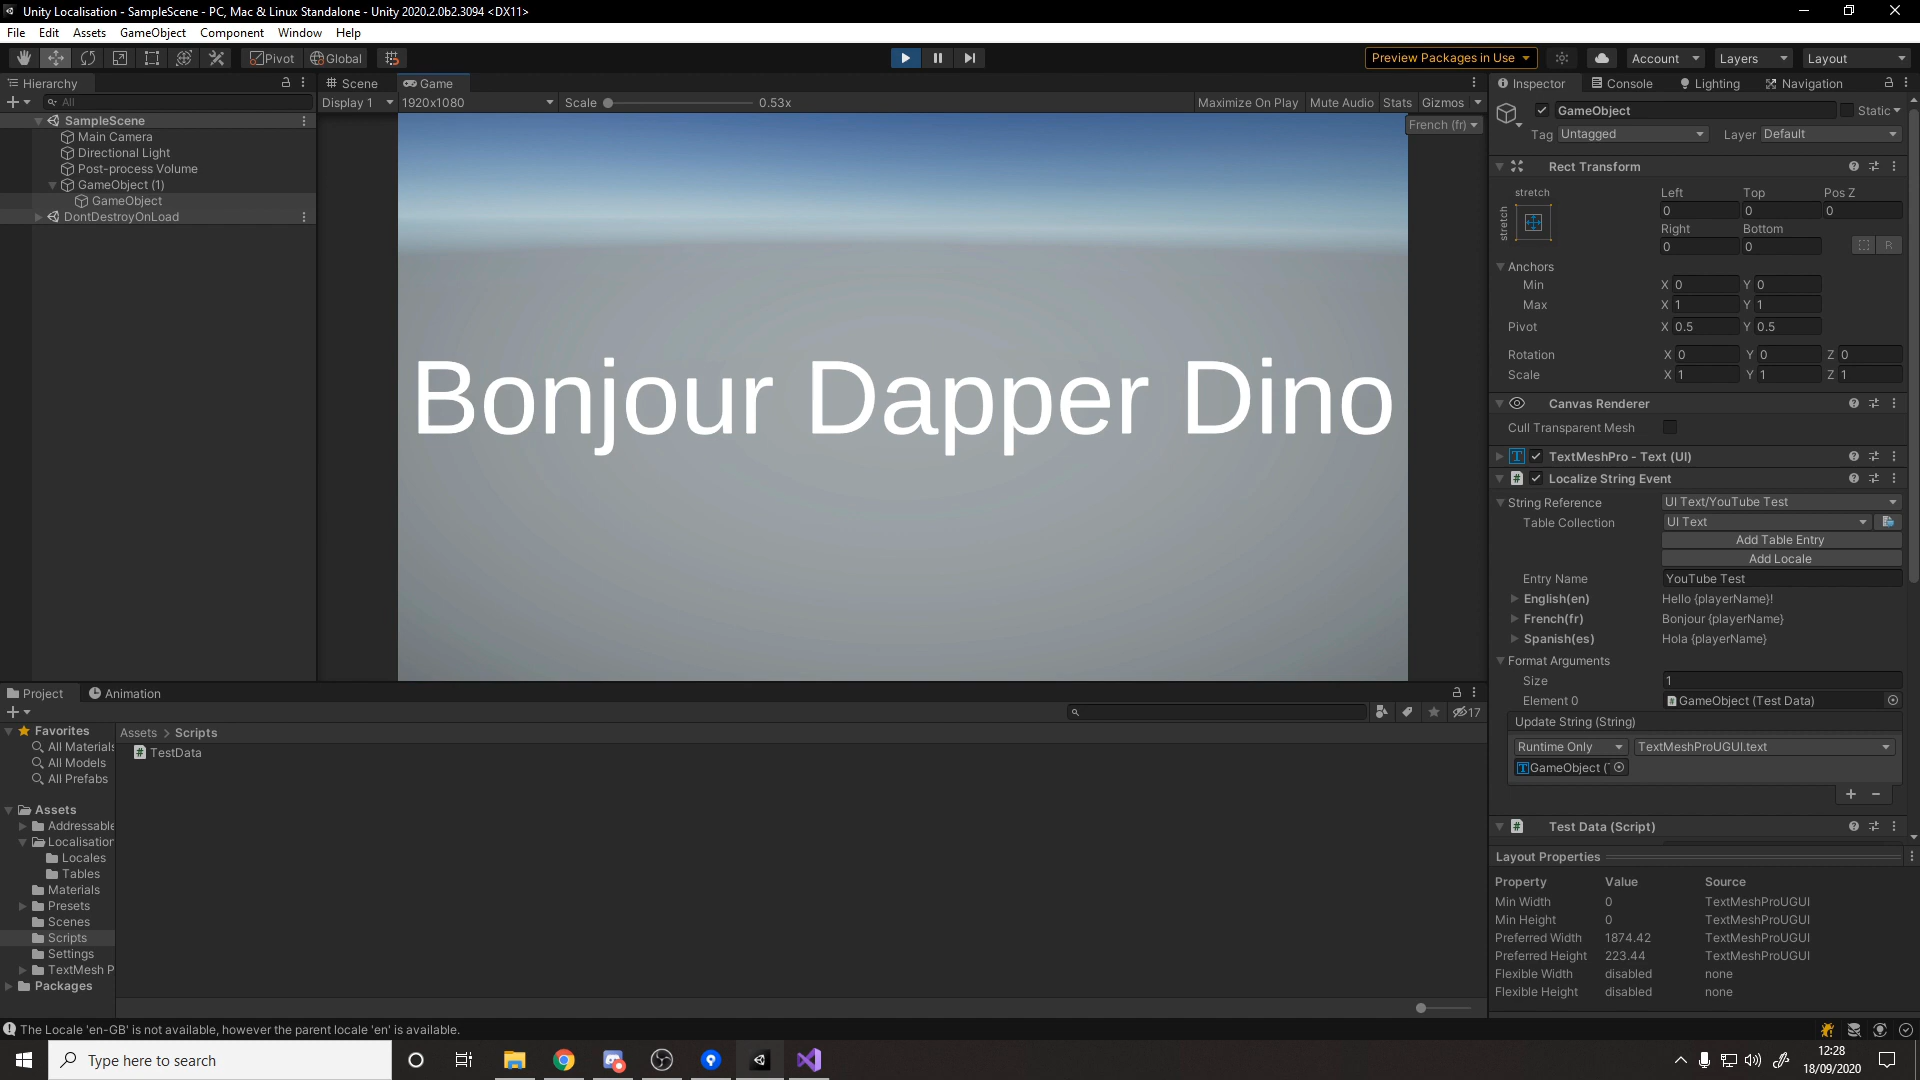 Unity Localisation - SampleScene - PC, Mac & Linux Standalone - Unity 2020.2.0b2.3094 <DX11>
File Edit Assets GameObject Component Window Help
Pivot Global Preview Packages in Use Account Layers Layout
Hierarchy
All
SampleScene
Main Camera
Directional Light
Post-process Volume
GameObject (1)
GameObject
DontDestroyOnLoad
Scene Game
Display 1 1920x1080 Scale 0.53x Maximize On Play Mute Audio Stats Gizmos
French (fr)
Bonjour Dapper Dino
Inspector Console Lighting Navigation
GameObject Static
Tag Untagged Layer Default
Rect Transform
stretch Left Top Pos Z
stretch 0 0 0
Right Bottom
0 0 R
Anchors
Min X 0 Y 0
Max X 1 Y 1
Pivot X 0.5 Y 0.5
Rotation X 0 Y 0 Z 0
Scale X 1 Y 1 Z 1
Canvas Renderer
Cull Transparent Mesh
TextMeshPro - Text (UI)
Localize String Event
String Reference UI Text/YouTube Test
Table Collection UI Text
Add Table Entry
Add Locale
Entry Name YouTube Test
English(en) Hello {playerName}!
French(fr) Bonjour {playerName}
Spanish(es) Hola {playerName}
Format Arguments
Size 1
Element 0 GameObject (Test Data)
Update String (String)
Runtime Only TextMeshProUGUI.text
GameObject (T
Test Data (Script)
Layout Properties
Property Value Source
Min Width 0 TextMeshProUGUI
Min Height 0 TextMeshProUGUI
Preferred Width 1874.42 TextMeshProUGUI
Preferred Height 223.44 TextMeshProUGUI
Flexible Width disabled none
Flexible Height disabled none
Project Animation
17
Favorites
All Materials
All Models
All Prefabs
Assets
Addressable
Localisation
Locales
Tables
Materials
Presets
Scenes
Scripts
Settings
TextMesh P
Packages
Assets > Scripts
TestData
The Locale 'en-GB' is not available, however the parent locale 'en' is available.
Type here to search
12:28
18/09/2020